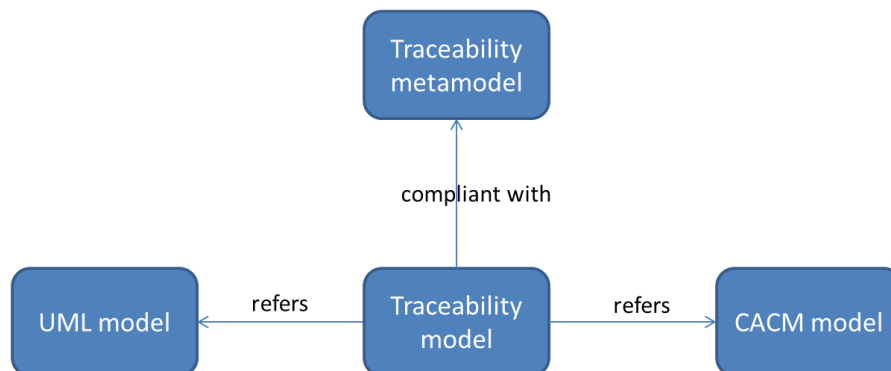 Traceability
metamodel
compliant with
UML model
refers
Traceability
model
refers
CACM model